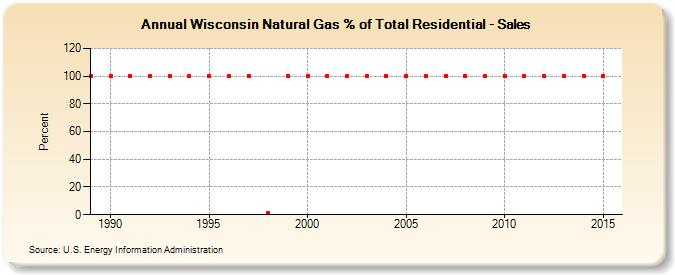 Annual Wisconsin Natural Gas % of Total Residential - Sales
120
100
80
60
40
20
0
Percent
1990 1995 2000 2005 2010 2015
Source: U.S. Energy Information Administration